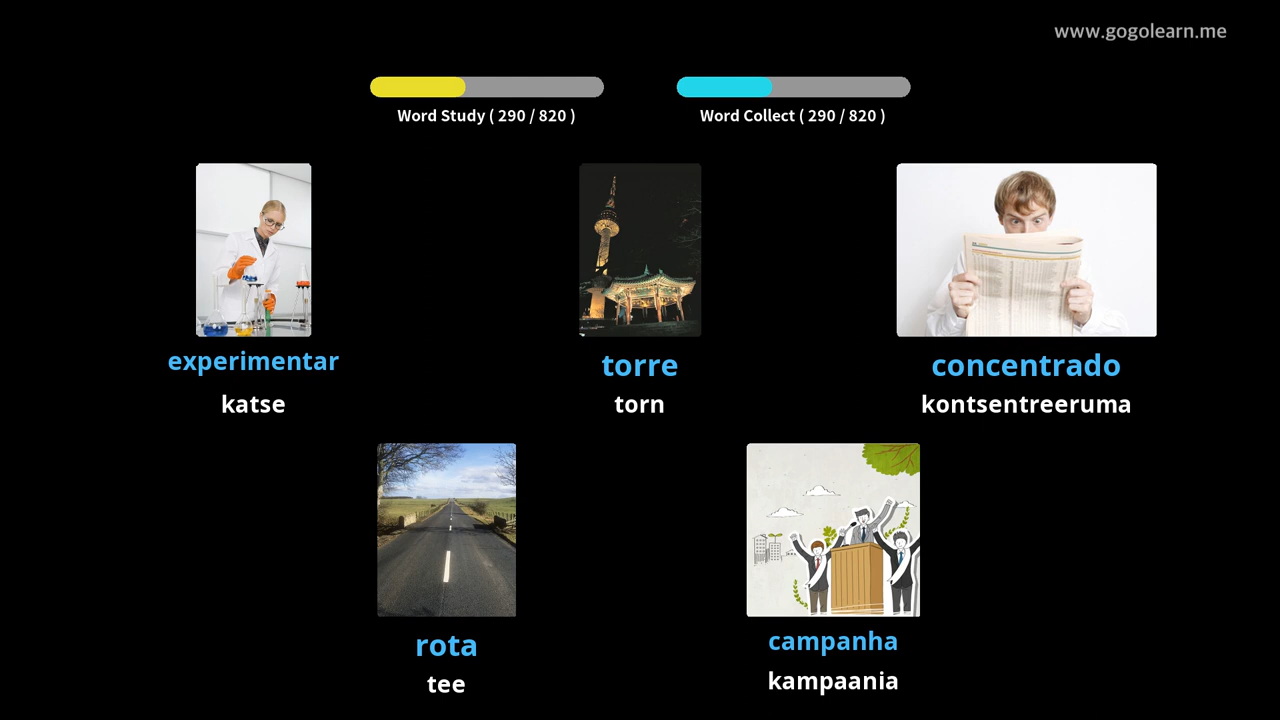 www.gogolearn.me
Word Study ( 290 / 820 )
Word Collect ( 290 / 820 )
experimentar
katse
torre
torn
concentrado
kontsentreeruma
rota
tee
campanha
kampaania